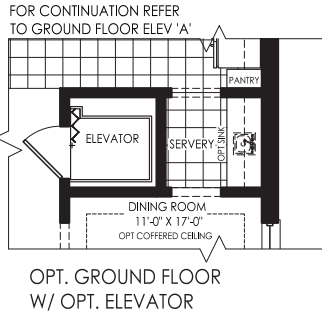 FOR CONTINUATION REFER
TO GROUND FLOOR ELEV 'A'
PANTRY
ELEVATOR
SERVERY
OPT SINK
DINING ROOM
11'-0" X 17'-0"
OPT COFFERED CEILING
OPT. GROUND FLOOR
W/ OPT. ELEVATOR